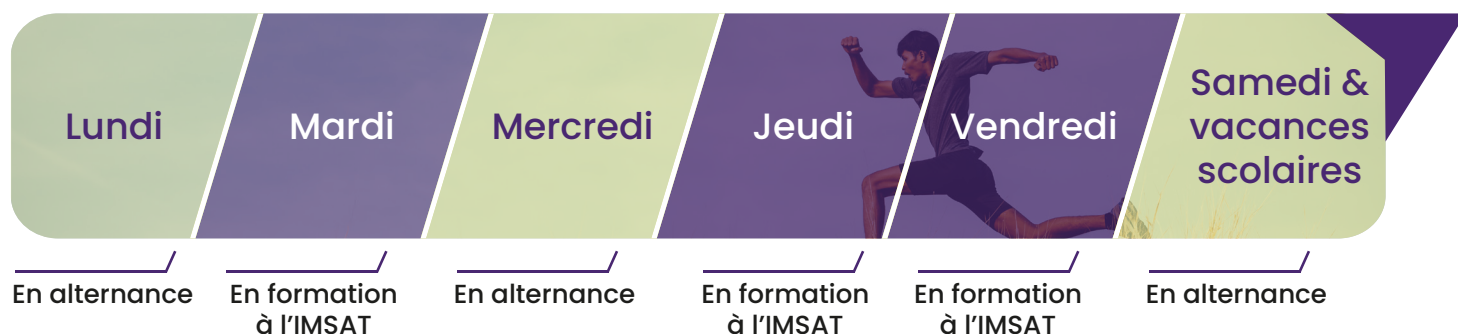 Lundi
Mardi
Mercredi
Jeudi
Vendredi
Samedi &
vacances
scolaires
En alternance
En formation
à l'IMSAT
En alternance
En formation
à l'IMSAT
En formation
à l'IMSAT
En alternance